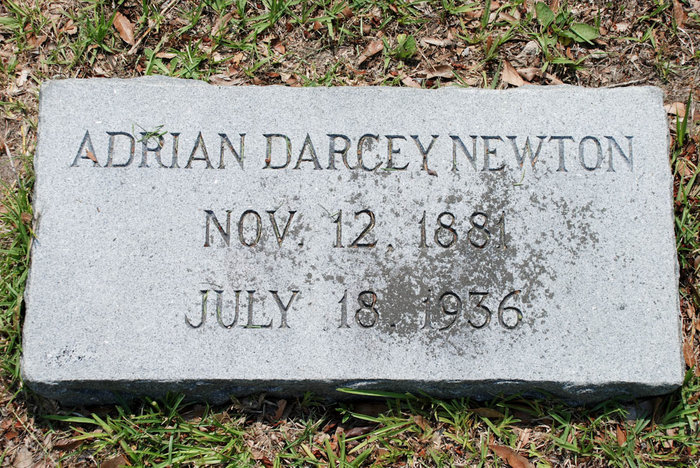 ADRIAN DARCEY NEWTON
NOV. 12. 1881
JULY 18. 1936